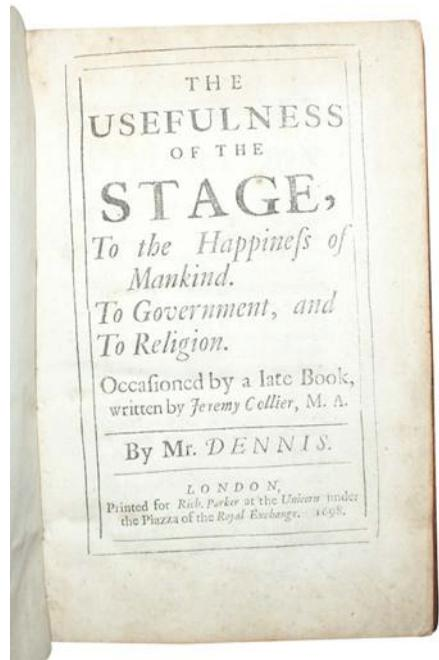 THE
USEFULNESS
OF THE
STAGE,
To the Happineſs of
Mankind.
To Government, and
To Religion.
Occaſioned by a late Book,
written by Jeremy Collier, M. A.
By Mr. DENNIS.
LONDON,
Printed for Rich. Parker at the Unicorn under
the Piazza of the Royal Exchange. 1698.